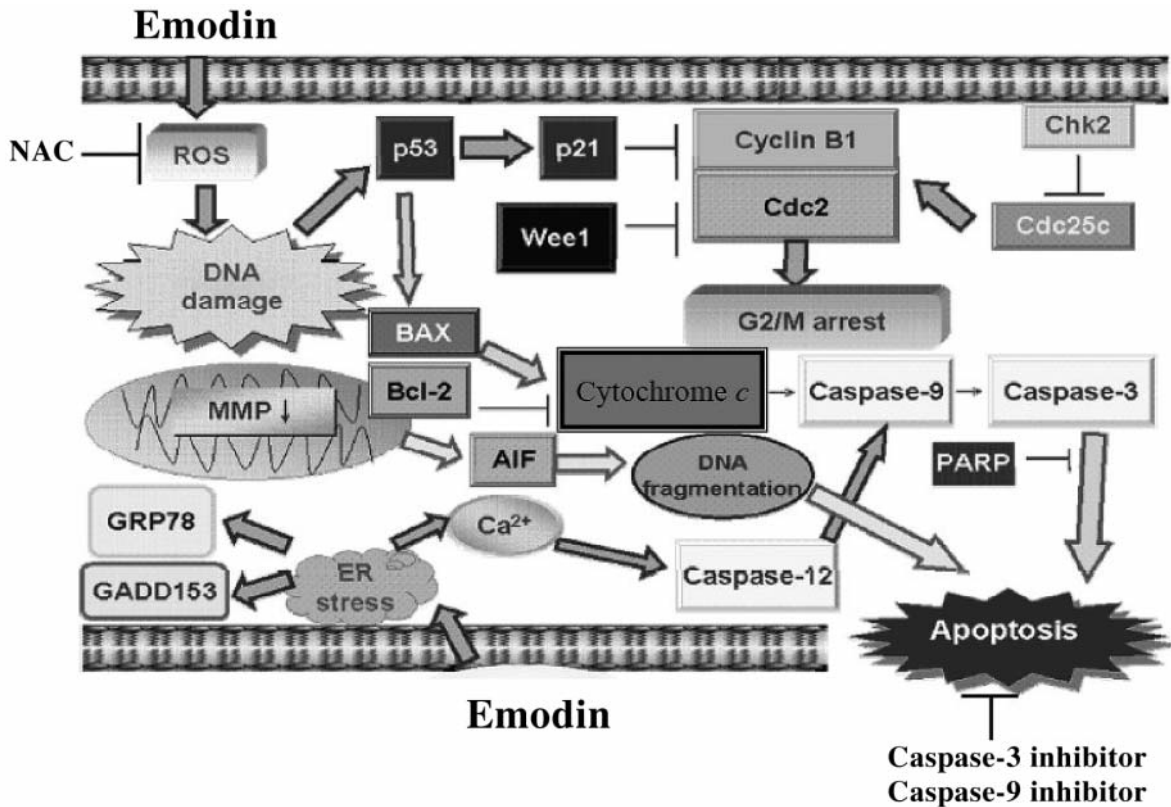 Emodin
NAC
ROS
p53
p21
Cyclin B1
Chk2
Wee1
Cdc2
Cdc25c
DNA
damage
G2/M arrest
BAX
Bcl-2
Cytochrome c
Caspase-9
Caspase-3
MMP ↓
AIF
DNA
fragmentation
PARP
GRP78
Ca2+
GADD153
ER
stress
Caspase-12
Apoptosis
Emodin
Caspase-3 inhibitor
Caspase-9 inhibitor